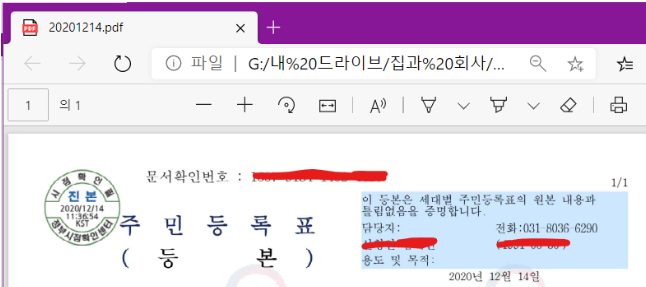 20201214.pdf
파일 | G:/내%20드라이브/집과%20회사/...
1 의 1
문서확인번호 :
1/1
시점확인필
진 본
2020/12/14
11:36:54
KST
정부시점확인센터
주 민 등 록 표
( 등 본 )
이 등본은 세대별 주민등록표의 원본 내용과
틀림없음을 증명합니다.
담당자: 전화:031-8036-6290
용도 및 목적:
2020년 12월 14일